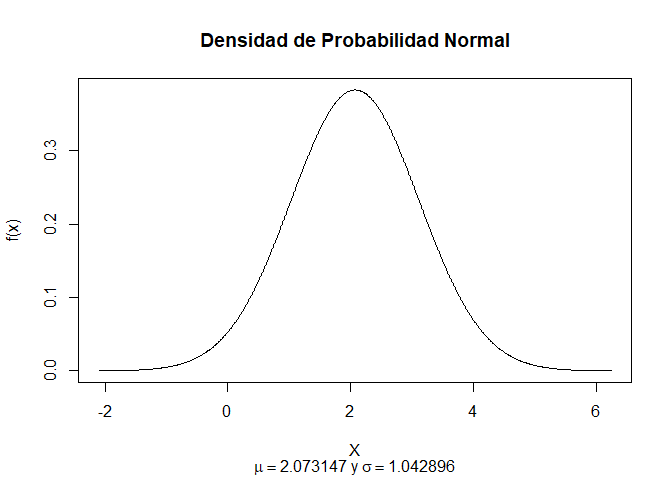 Densidad de Probabilidad Normal
f(x)
0.3
0.2
0.1
0.0
-2 0 2 4 6
X
μ = 2.073147 y σ = 1.042896